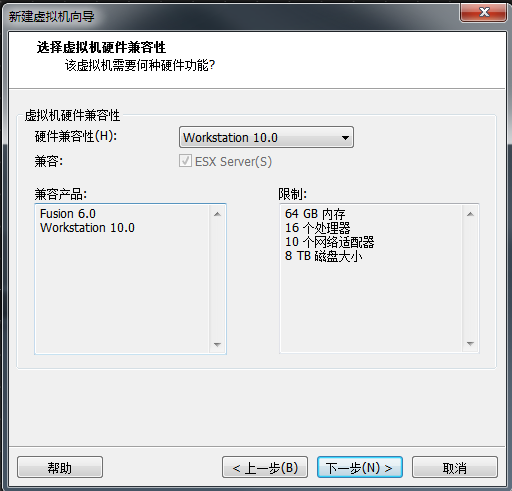 新建虚拟机向导
选择虚拟机硬件兼容性
该虚拟机需要何种硬件功能?
虚拟机硬件兼容性
硬件兼容性(H):
Workstation 10.0
兼容:
ESX Server(S)
兼容产品:
Fusion 6.0
Workstation 10.0
限制:
64 GB 内存
16 个处理器
10 个网络适配器
8 TB 磁盘大小
帮助
< 上一步(B)
下一步(N) >
取消